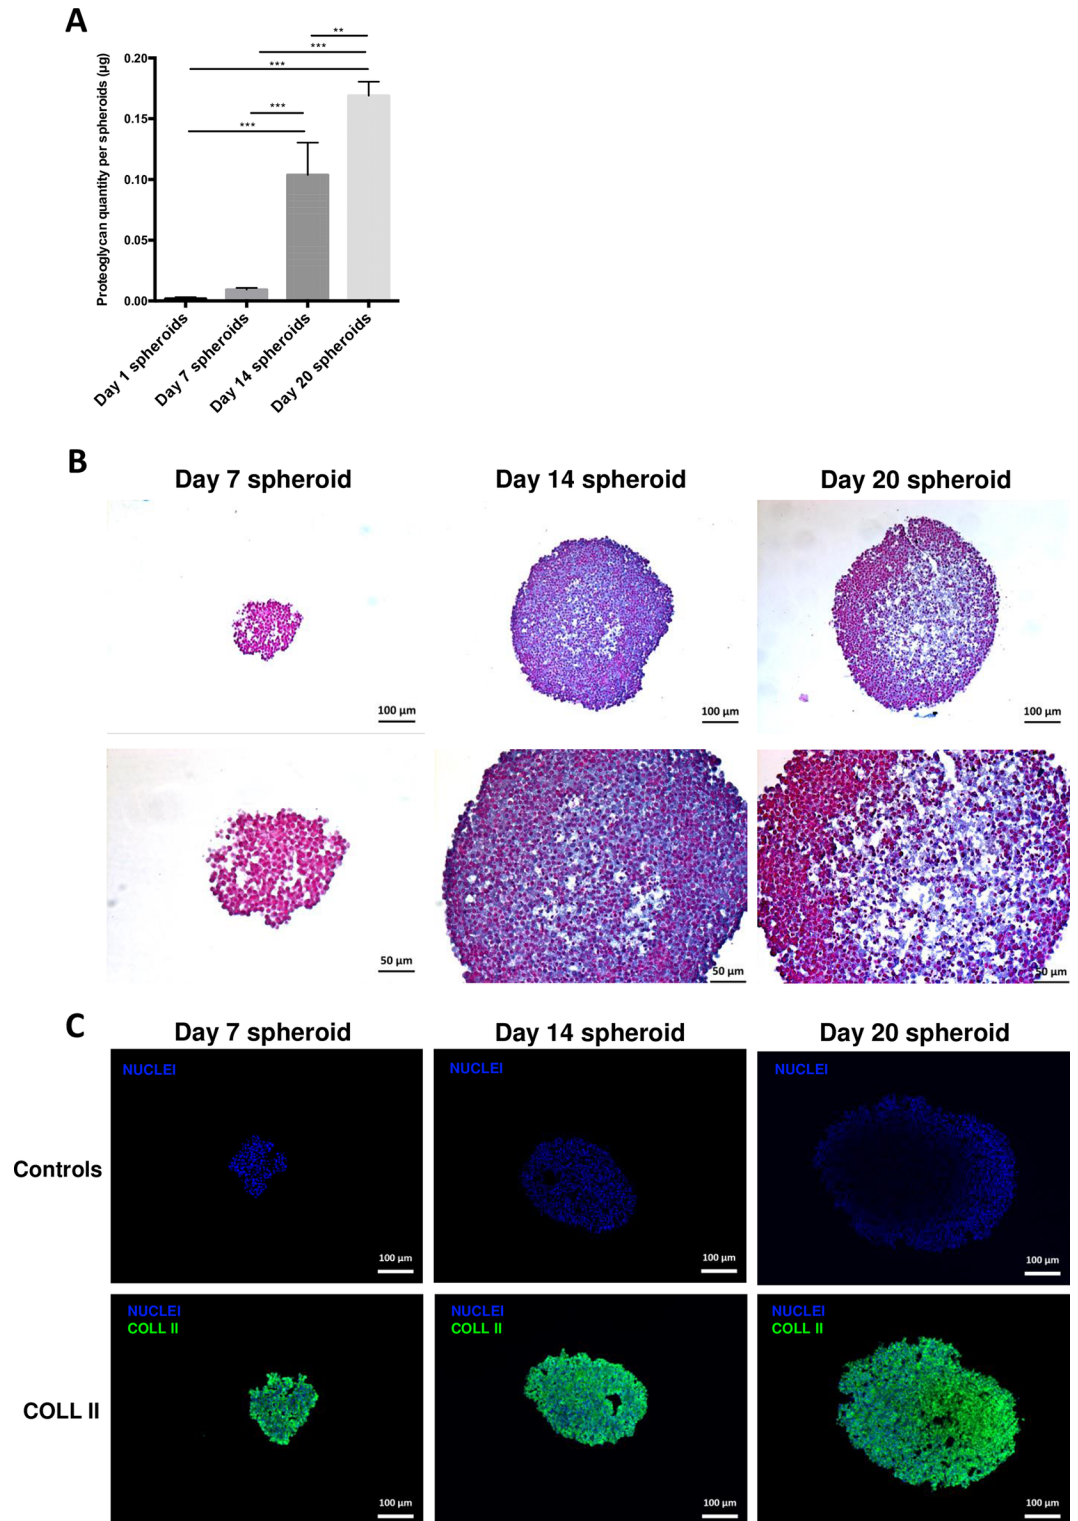 A
**
***
***
***
***
Proteoglycan quantity per spheroids (µg)
0.20
0.15
0.10
0.05
0.00
Day 1 spheroids
Day 7 spheroids
Day 14 spheroids
Day 20 spheroids
B
Day 7 spheroid
Day 14 spheroid
Day 20 spheroid
100 µm
100 µm
100 µm
50 µm
50 µm
50 µm
C
Day 7 spheroid
Day 14 spheroid
Day 20 spheroid
Controls
NUCLEI
NUCLEI
NUCLEI
100 µm
100 µm
100 µm
COLL II
NUCLEI
COLL II
NUCLEI
COLL II
NUCLEI
COLL II
100 µm
100 µm
100 µm